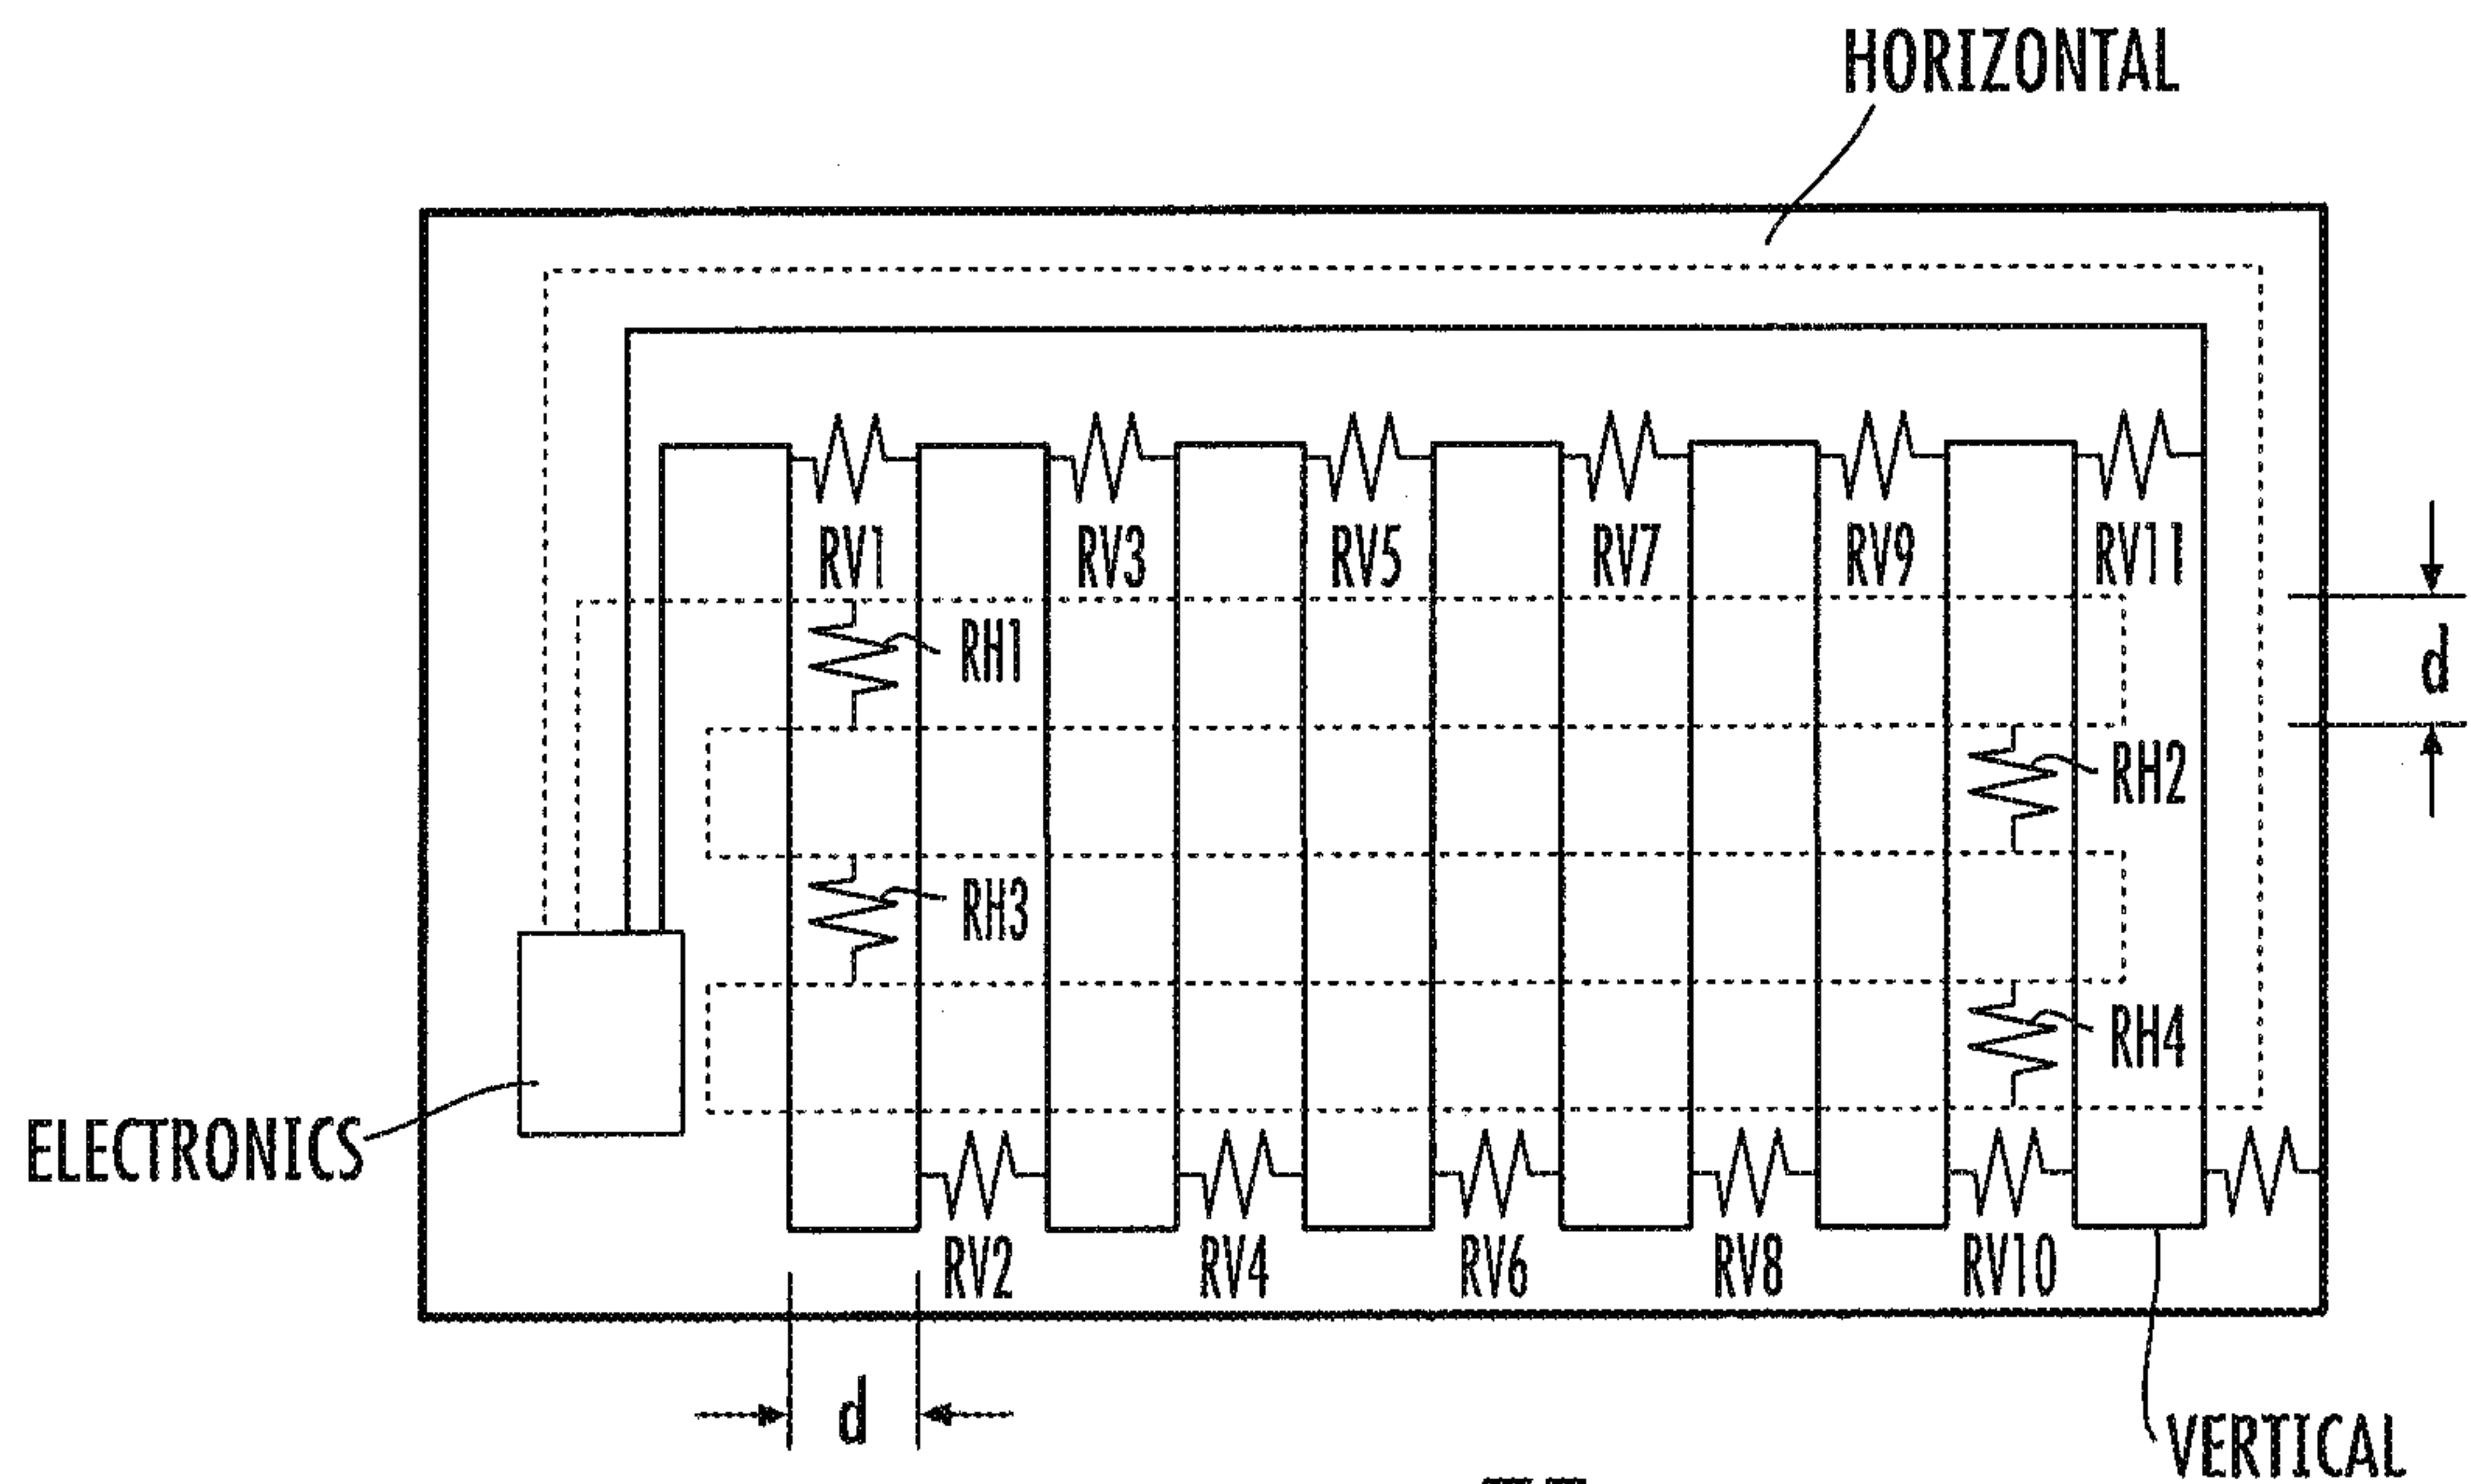 HORIZONTAL
RV1 RV3 RV5 RV7 RV9 RV11
RH1
d
RH2
RH3
RH4
ELECTRONICS
RV2 RV4 RV6 RV8 RV10
d
VERTICAL